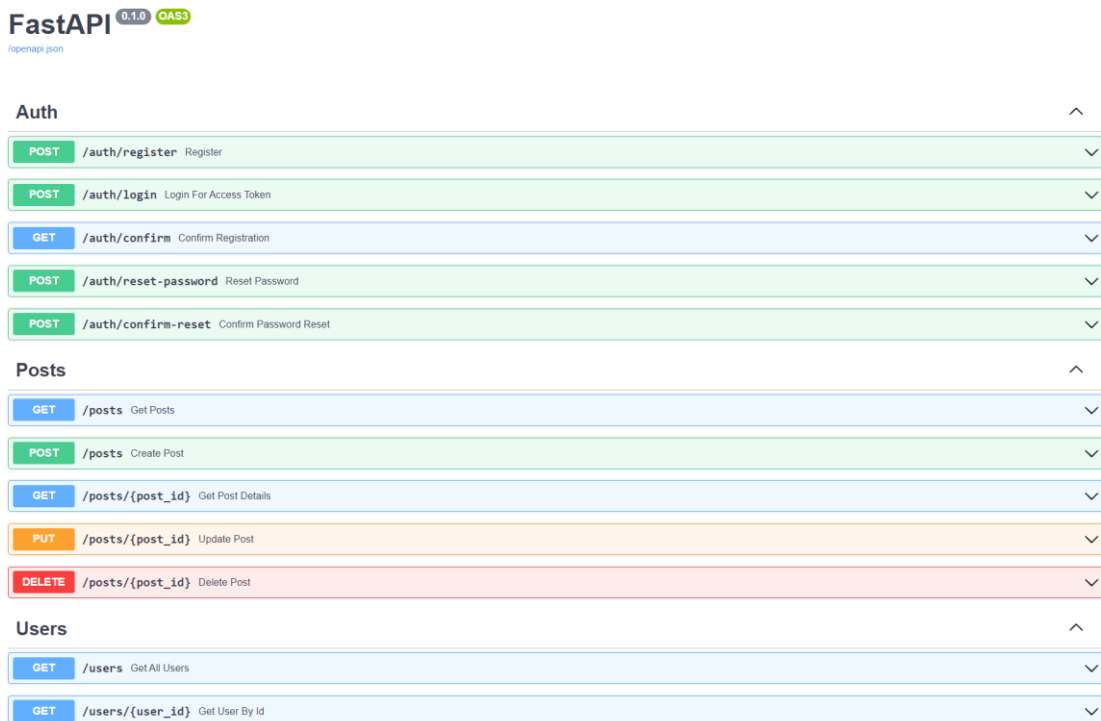 FastAPI 0.1.0 OAS3
/openapi.json
Auth
POST /auth/register Register
POST /auth/login Login For Access Token
GET /auth/confirm Confirm Registration
POST /auth/reset-password Reset Password
POST /auth/confirm-reset Confirm Password Reset
Posts
GET /posts Get Posts
POST /posts Create Post
GET /posts/{post_id} Get Post Details
PUT /posts/{post_id} Update Post
DELETE /posts/{post_id} Delete Post
Users
GET /users Get All Users
GET /users/{user_id} Get User By Id